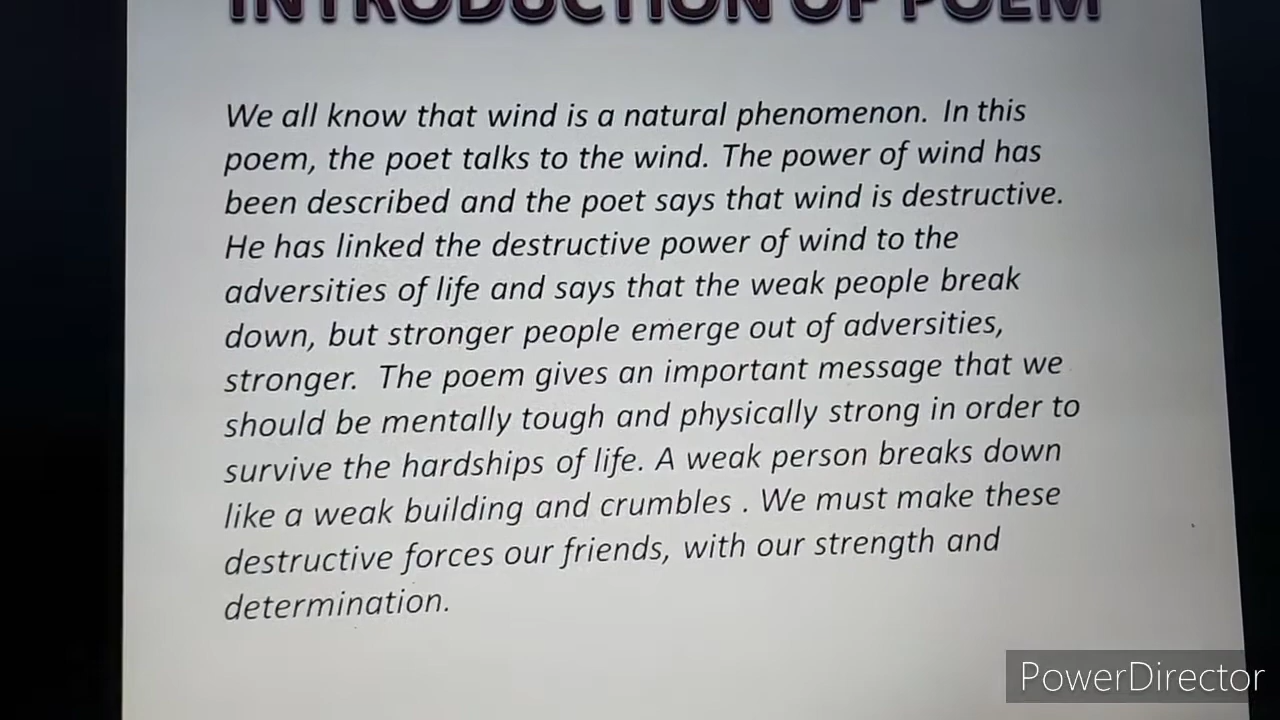 INTRODUCTION OF POEM
We all know that wind is a natural phenomenon. In this
poem, the poet talks to the wind. The power of wind has
been described and the poet says that wind is destructive.
He has linked the destructive power of wind to the
adversities of life and says that the weak people break
down, but stronger people emerge out of adversities,
stronger. The poem gives an important message that we
should be mentally tough and physically strong in order to
survive the hardships of life. A weak person breaks down
like a weak building and crumbles . We must make these
destructive forces our friends, with our strength and
determination.
PowerDirector